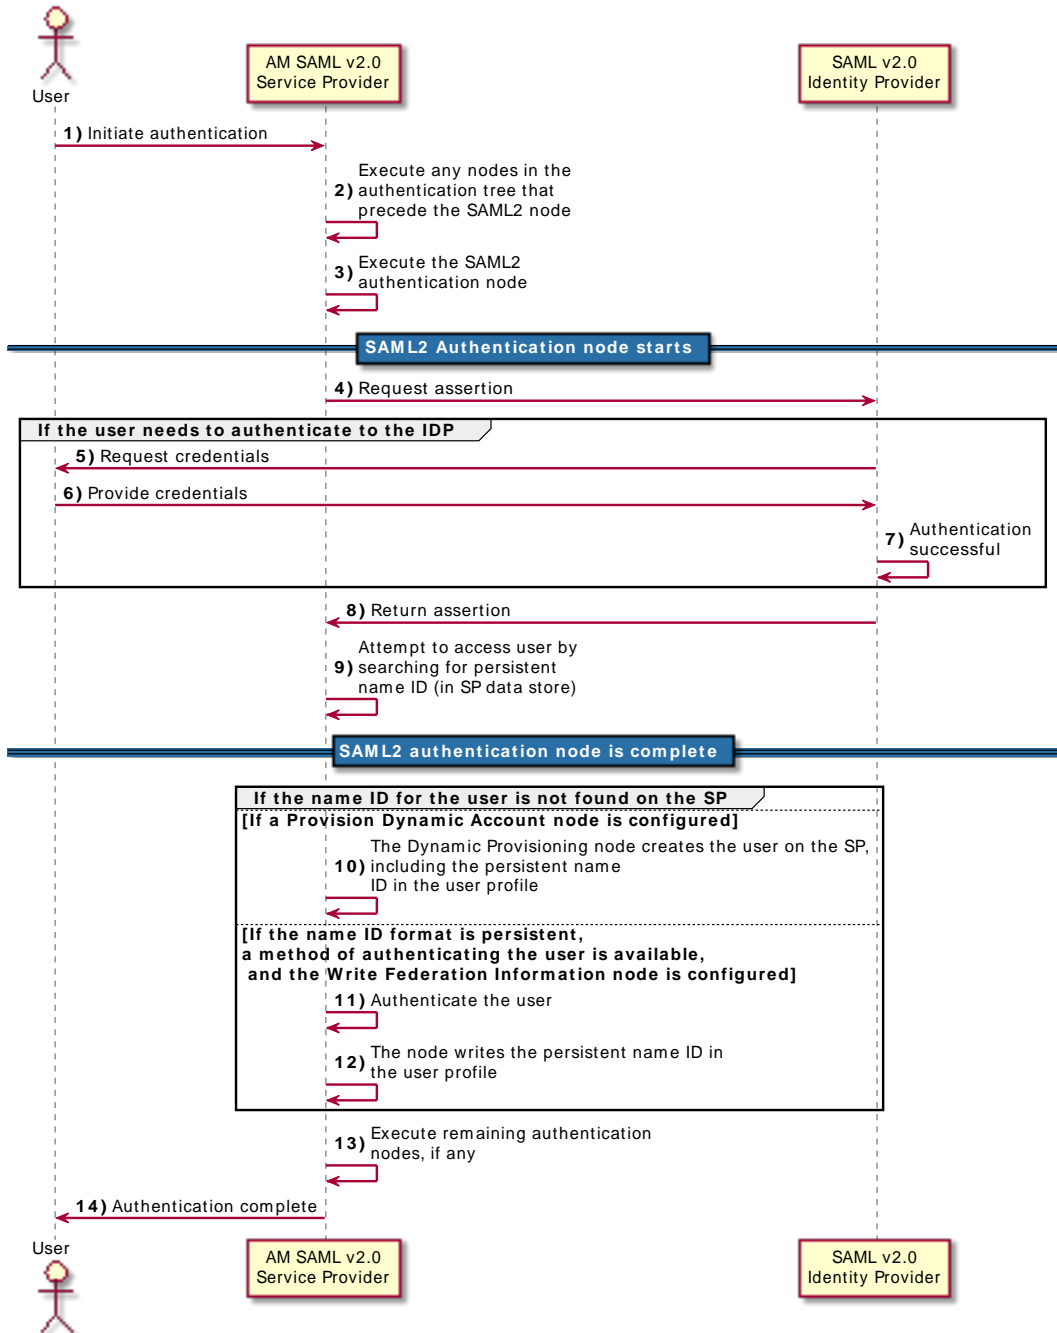 User
AM SAML v2.0
Service Provider
SAML v2.0
Identity Provider
1) Initiate authentication
Execute any nodes in the
2) authentication tree that
precede the SAML2 node
3) Execute the SAML2
authentication node
SAML2 Authentication node starts
4) Request assertion
If the user needs to authenticate to the IDP
5) Request credentials
6) Provide credentials
7) Authentication
successful
8) Return assertion
Attempt to access user by
9) searching for persistent
name ID (in SP data store)
SAML2 authentication node is complete
If the name ID for the user is not found on the SP
[If a Provision Dynamic Account node is configured]
The Dynamic Provisioning node creates the user on the SP,
10) including the persistent name
ID in the user profile
[If the name ID format is persistent,
a method of authenticating the user is available,
and the Write Federation Information node is configured]
11) Authenticate the user
12) The node writes the persistent name ID in
the user profile
13) Execute remaining authentication
nodes, if any
14) Authentication complete
User
AM SAML v2.0
Service Provider
SAML v2.0
Identity Provider